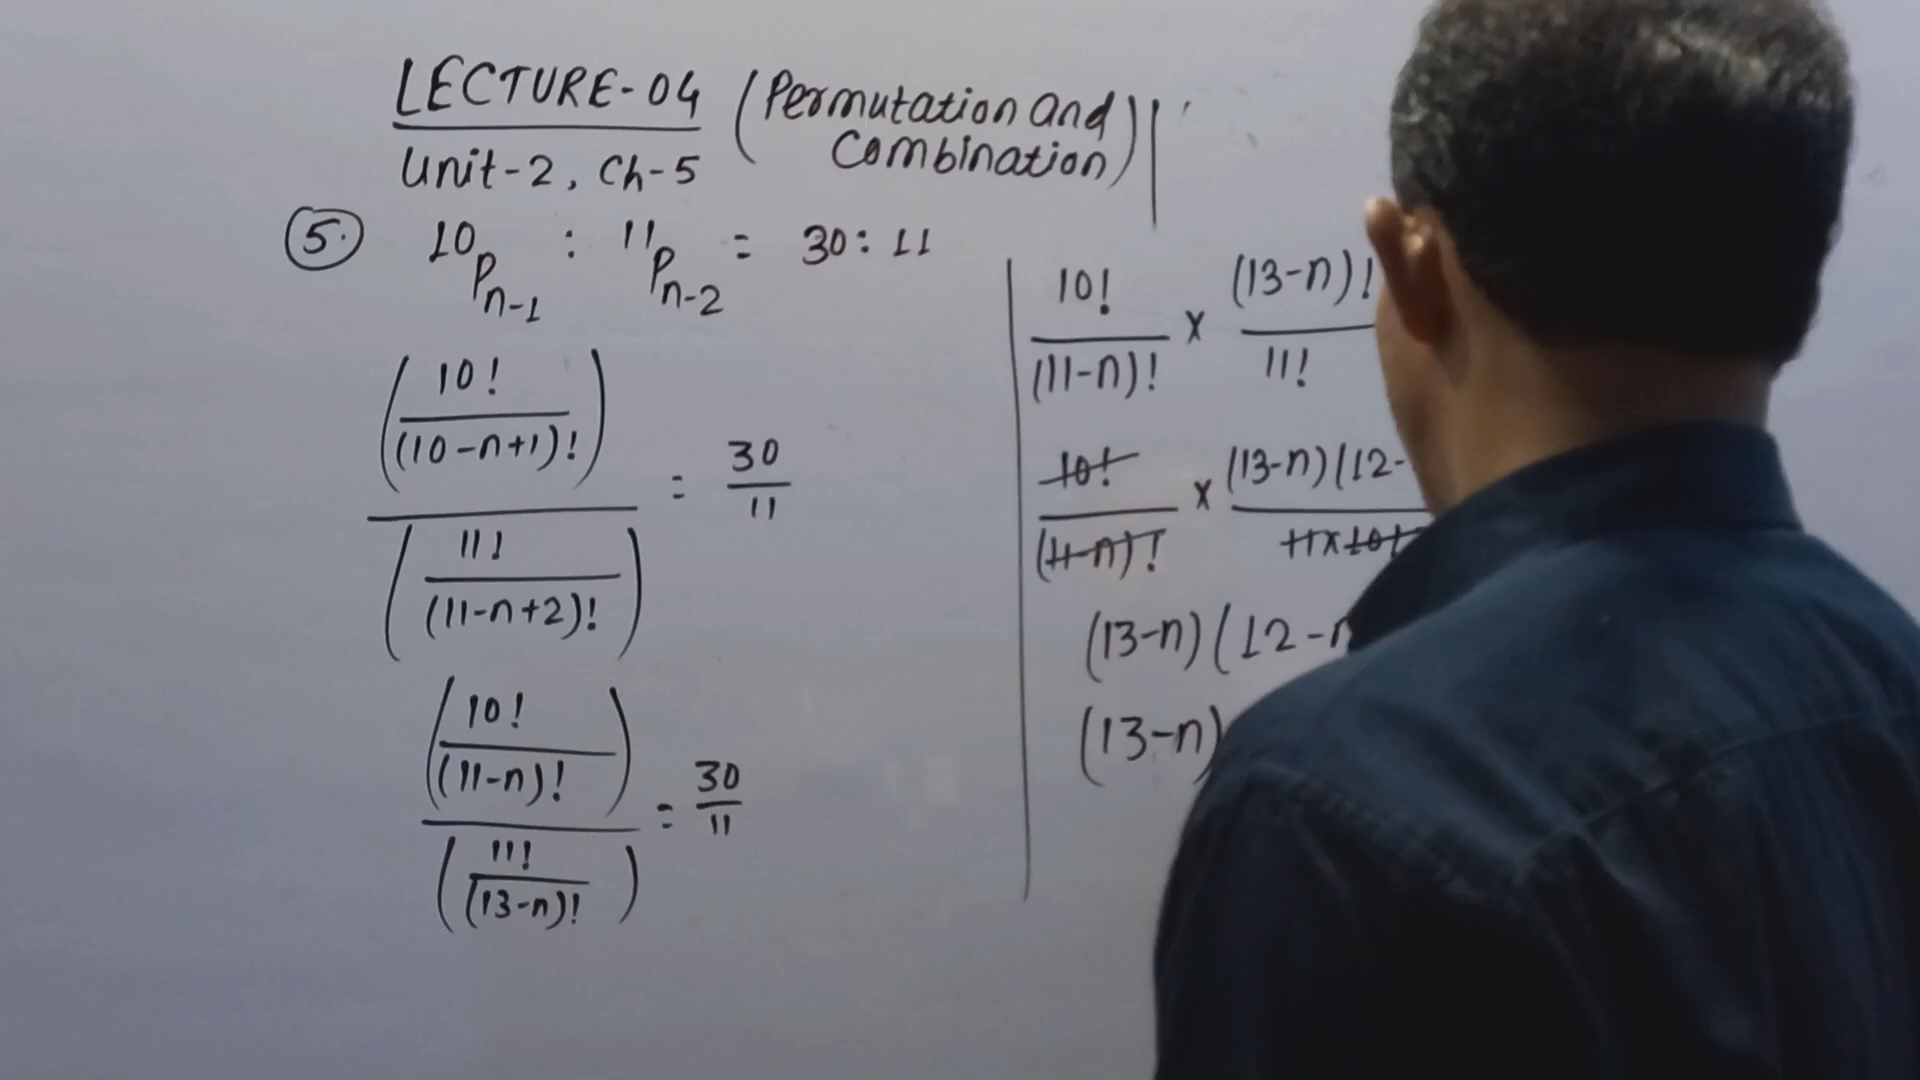 LECTURE-04 (Permutation and Combination)
Unit-2, Ch-5
5. 10 P n-1 : 11 P n-2 = 30:11
(10! / (10-n+1)!) / (11! / (11-n+2)!) = 30/11
(10! / (11-n)!) / (11! / (13-n)!) = 30/11
10! / (11-n)! x (13-n)! / 11!
10! / (11-n)! x (13-n)(12- / 11x10!
(13-n)(12-n
(13-n)